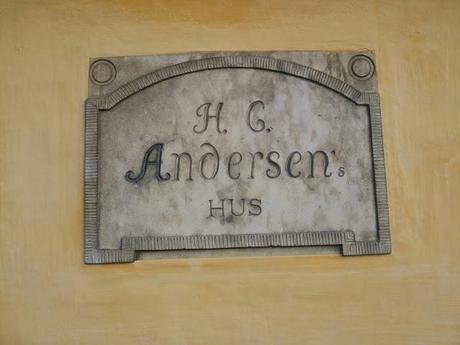 H. C.
Andersen's
HUS